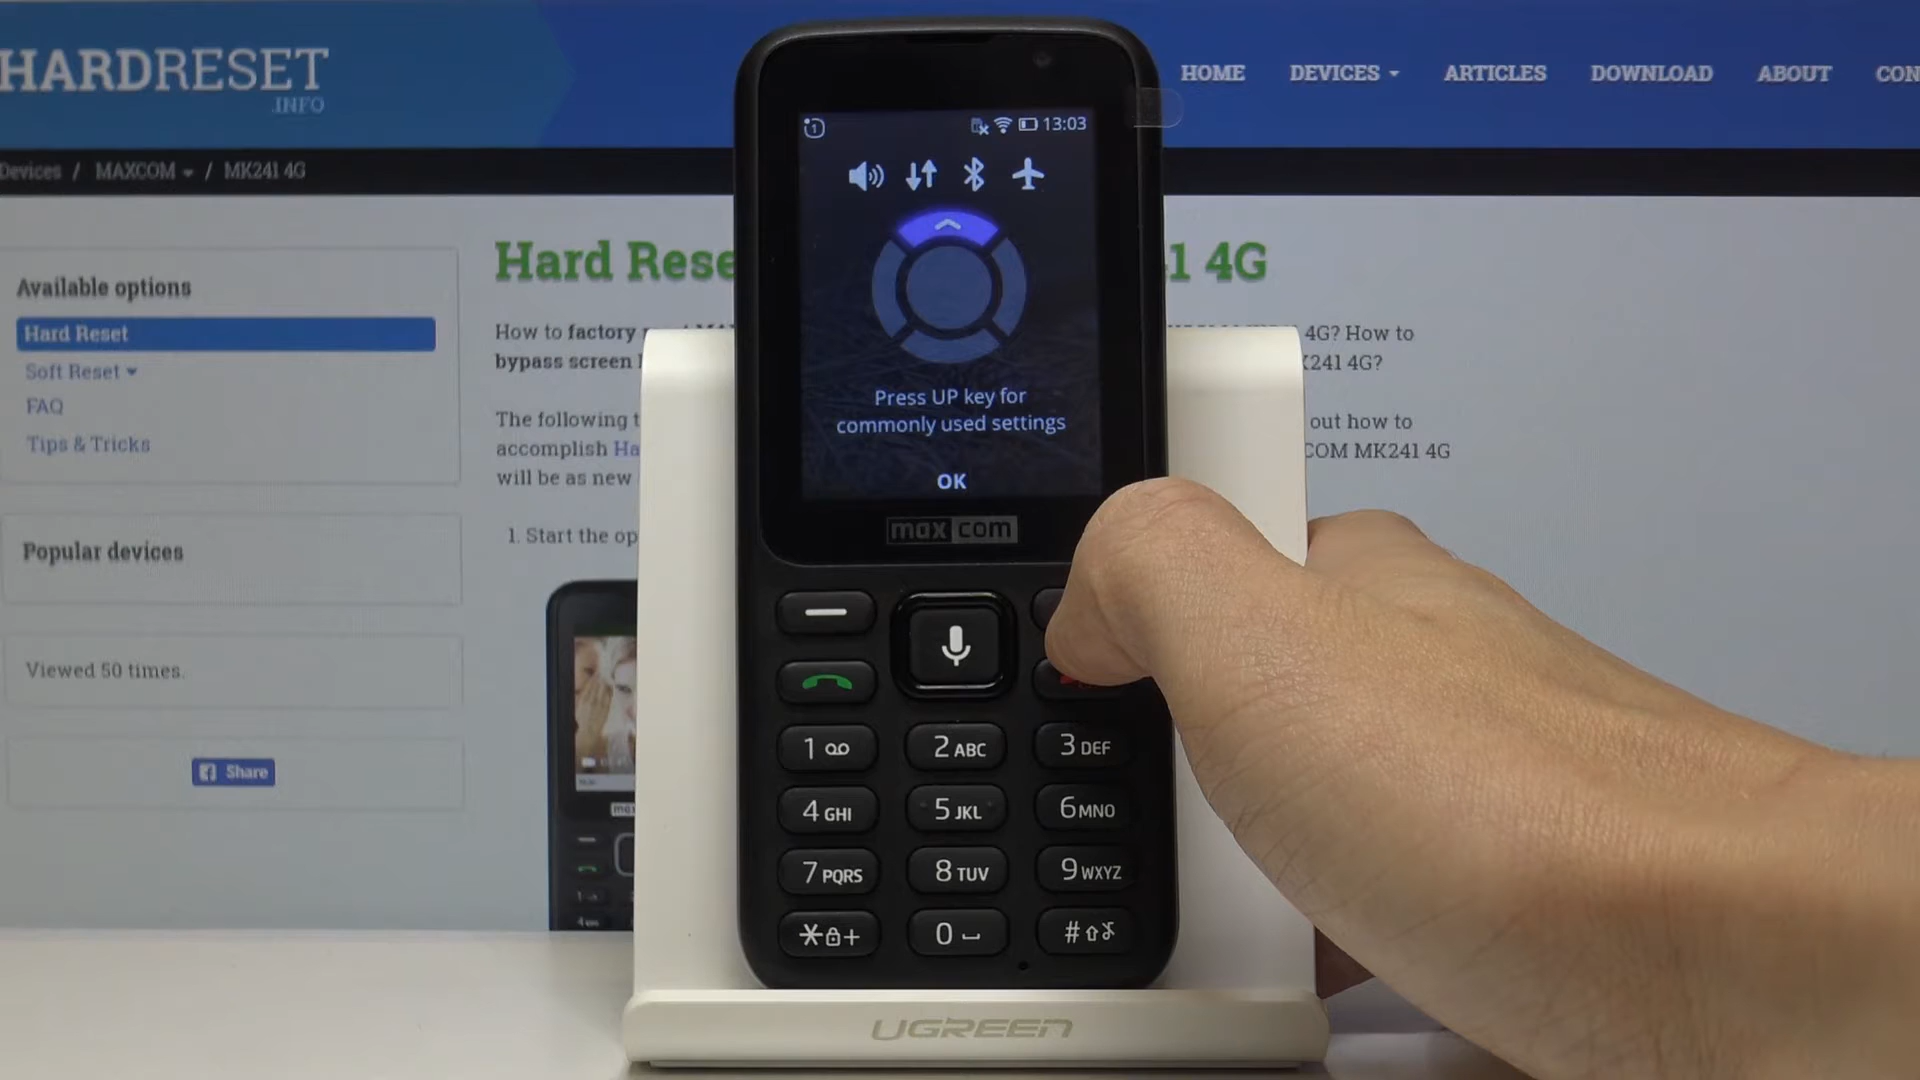 HARDRESET
.INFO
HOME DEVICES ARTICLES DOWNLOAD ABOUT CON
Devices / MAXCOM / MK241 4G
Available options
Hard Reset
Soft Reset
FAQ
Tips & Tricks
Popular devices
Viewed 50 times.
Share
Hard Rese 1 4G
How to factory 4G? How to
bypass screen K241 4G?
The following t out how to
accomplish Ha COM MK241 4G
will be as new
1. Start the op
1 13:03
Press UP key for
commonly used settings
OK
maxcom
1
2 ABC
3 DEF
4 GHI
5 JKL
6 MNO
7 PQRS
8 TUV
9 WXYZ
* +
0
#
UGREEN